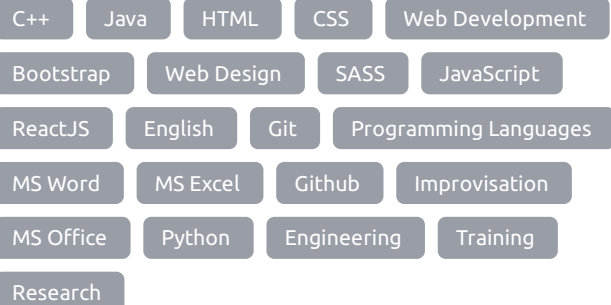 C++ Java HTML CSS Web Development
Bootstrap Web Design SASS JavaScript
ReactJS English Git Programming Languages
MS Word MS Excel Github Improvisation
MS Office Python Engineering Training
Research